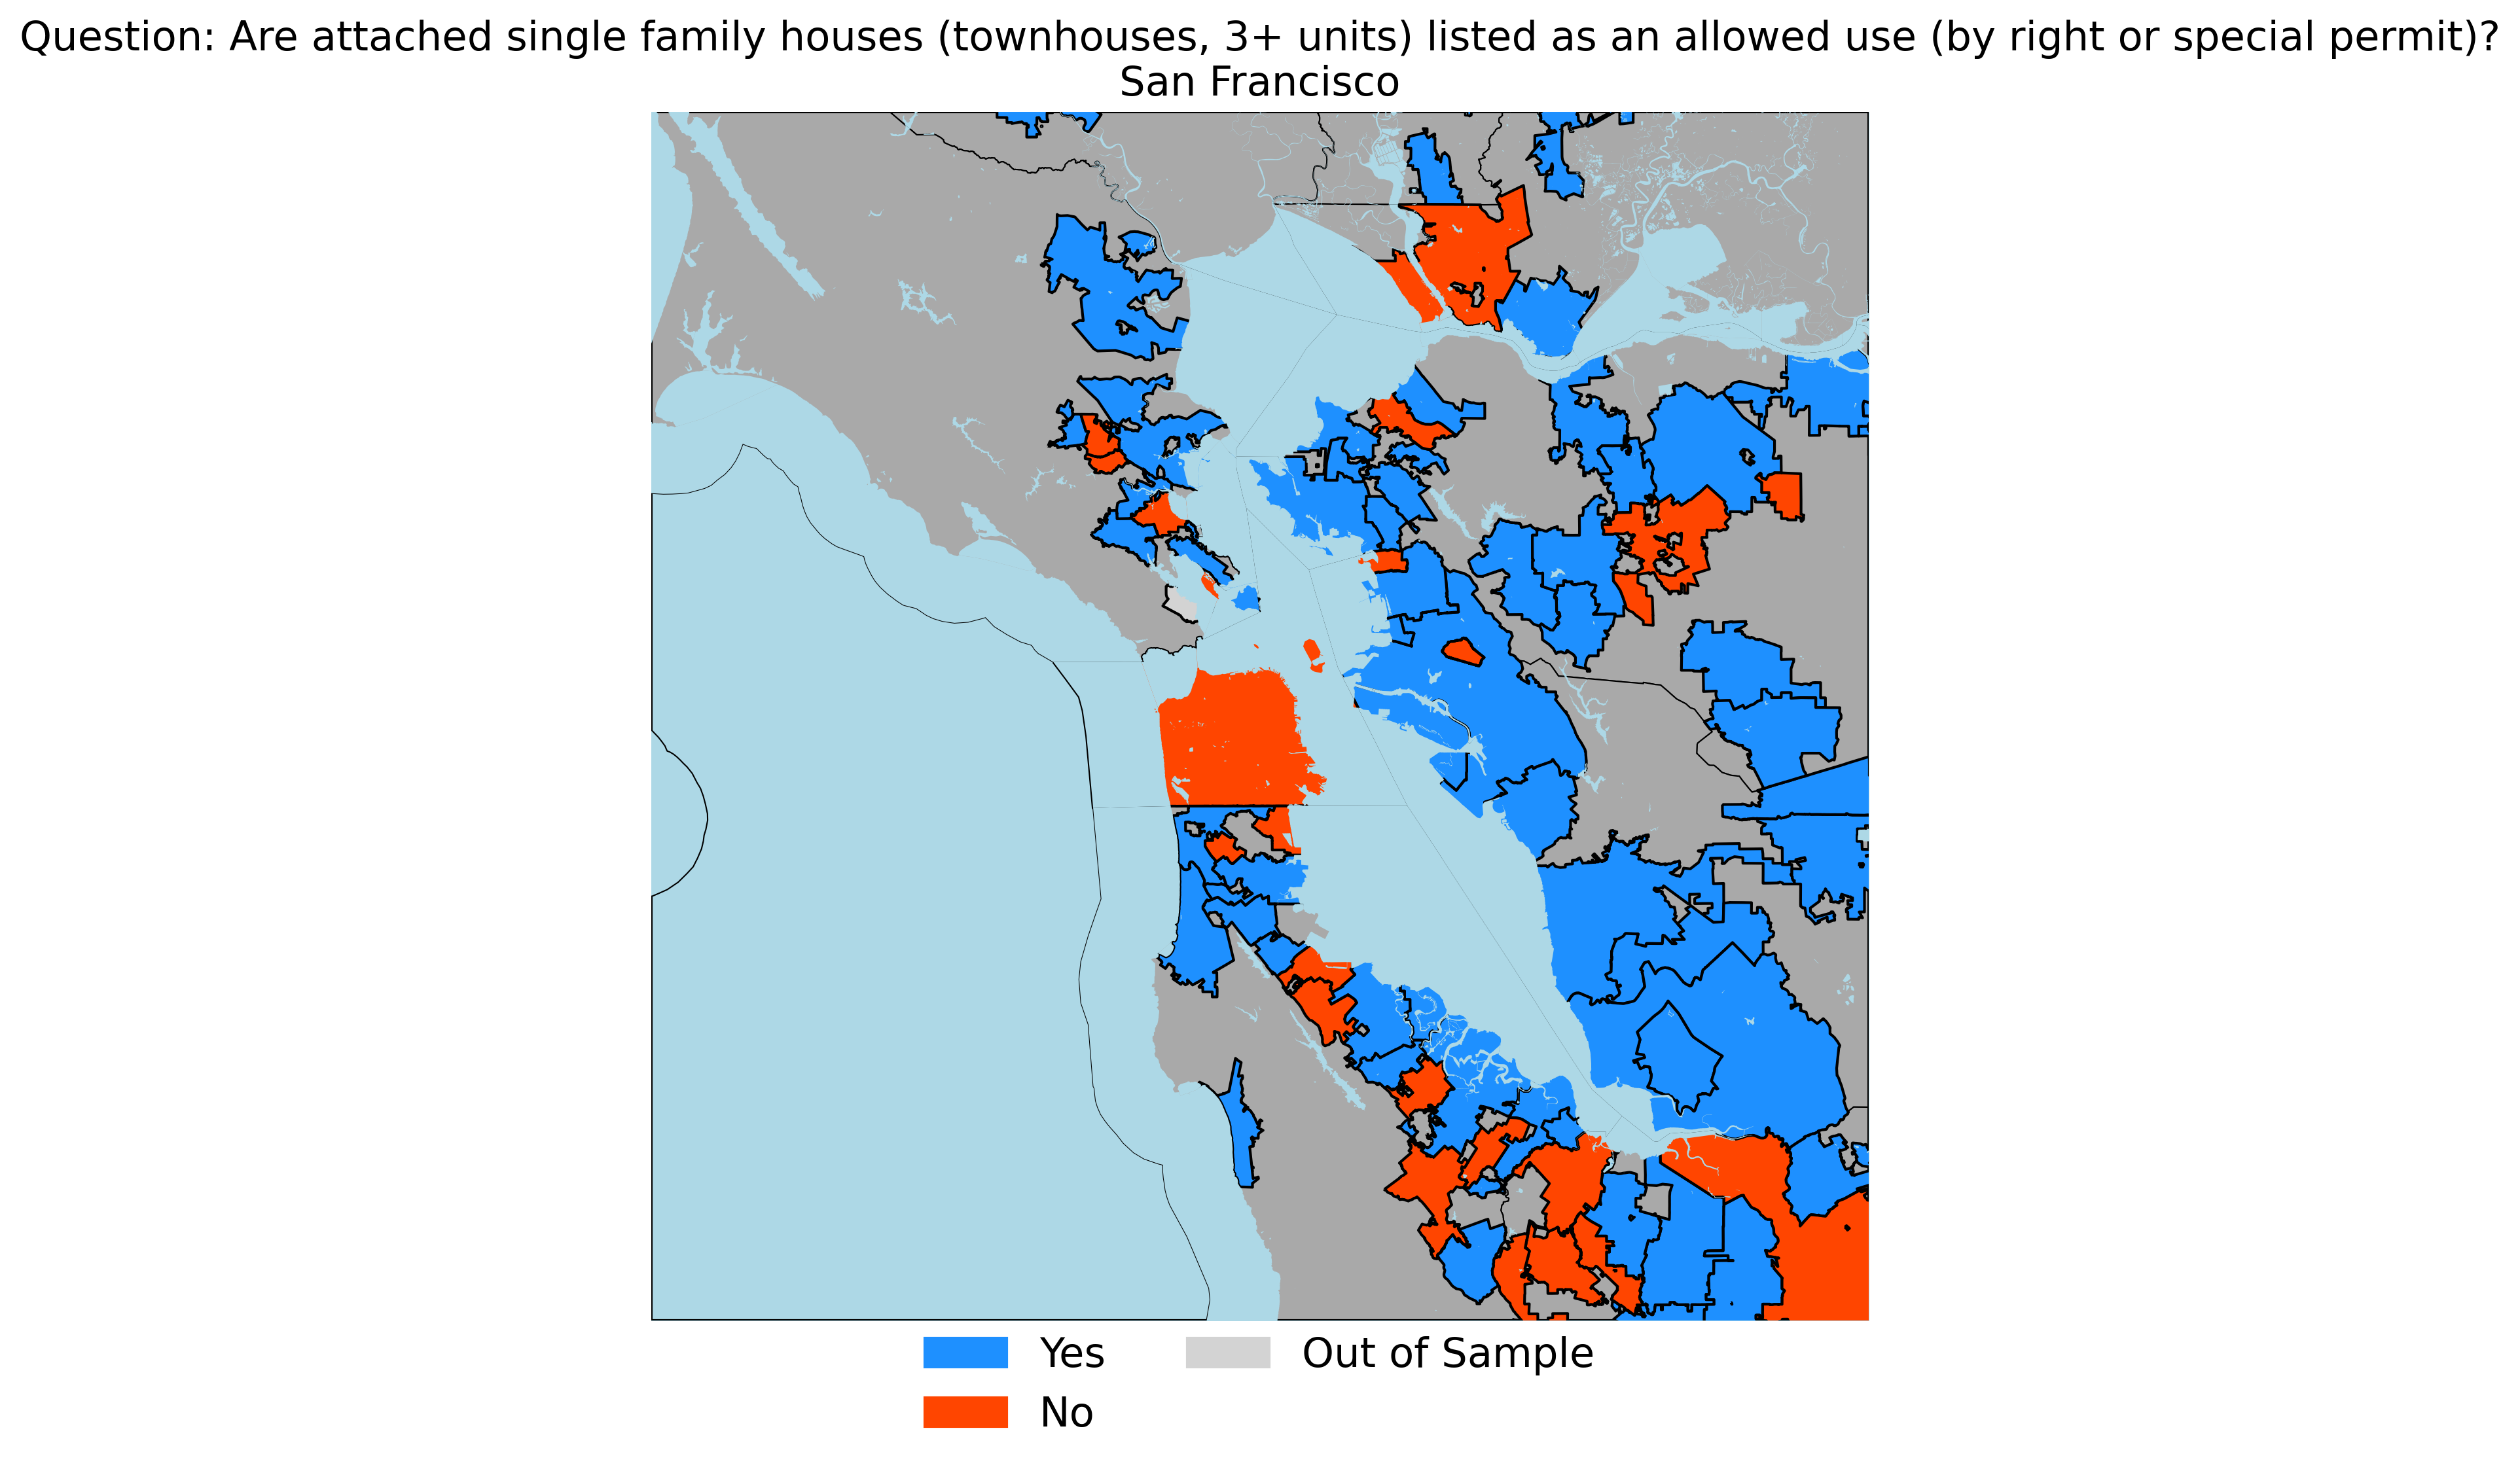 Question: Are attached single family houses (townhouses, 3+ units) listed as an allowed use (by right or special permit)?
San Francisco
Yes
Out of Sample
No